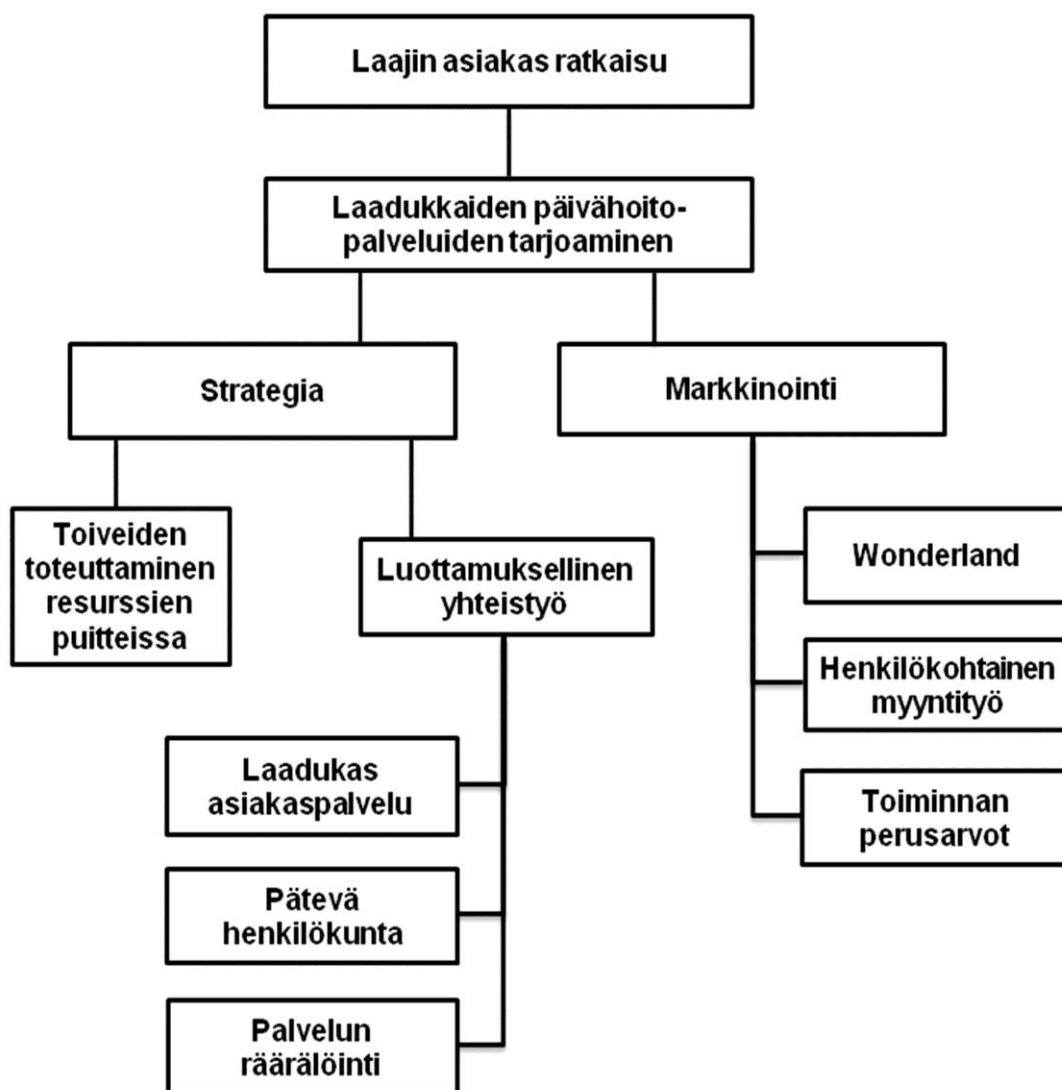 Laajin asiakas ratkaisu
Laadukkaiden päivähoito-
palveluiden tarjoaminen
Strategia
Markkinointi
Toiveiden
toteuttaminen
resurssien
puitteissa
Luottamuksellinen
yhteistyö
Laadukas
asiakaspalvelu
Pätevä
henkilökunta
Palvelun
räärälöinti
Wonderland
Henkilökohtainen
myyntityö
Toiminnan
perusarvot